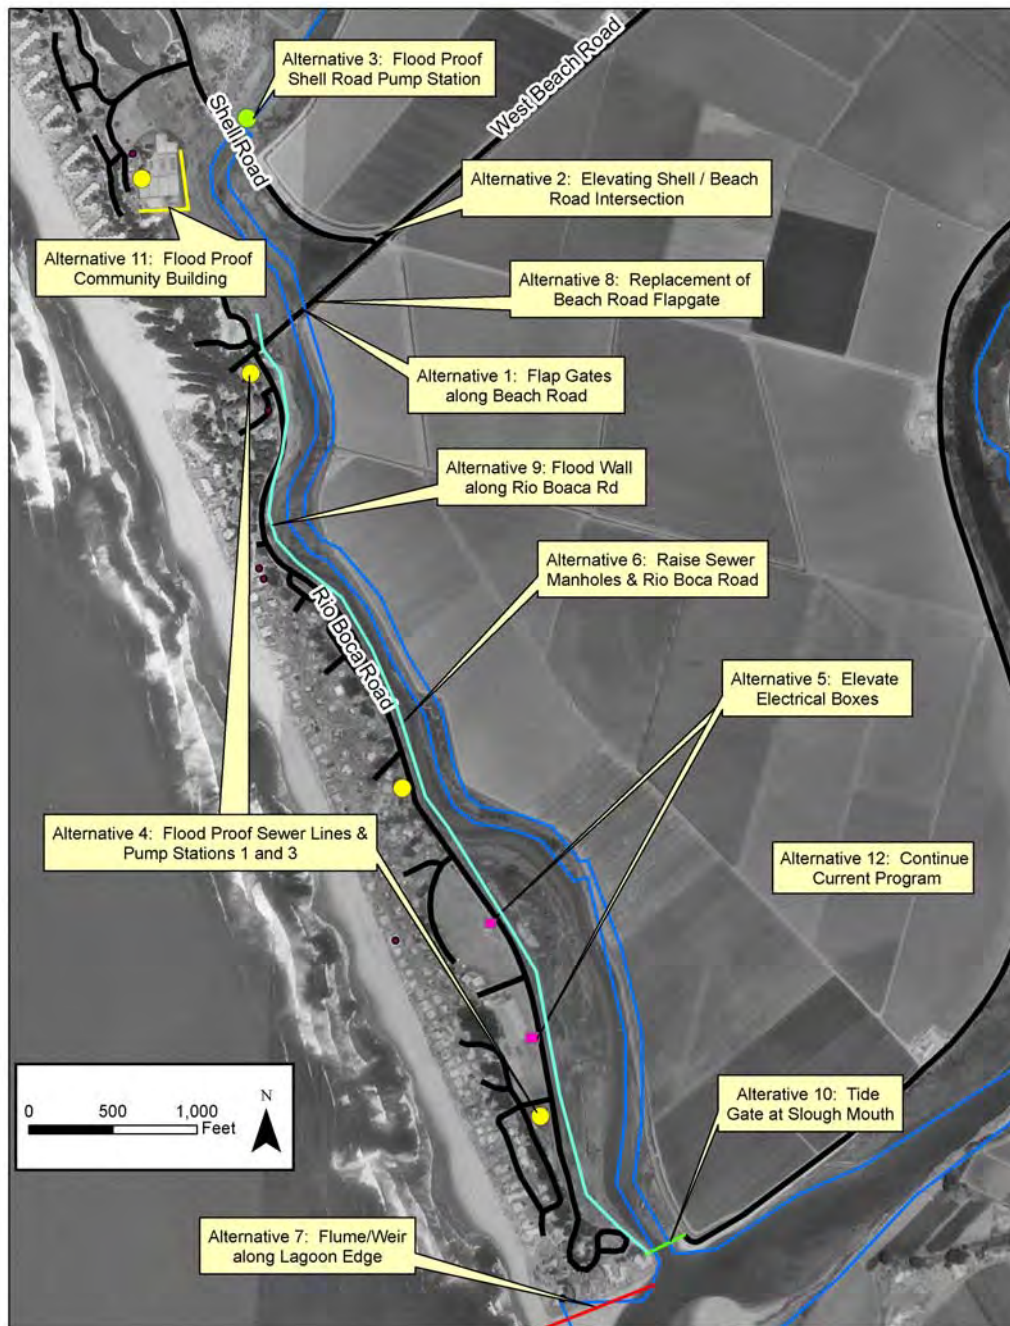 Alternative 3: Flood Proof
Shell Road Pump Station
West Beach Road
Shell Road
Alternative 2: Elevating Shell / Beach
Road Intersection
Alternative 11: Flood Proof
Community Building
Alternative 8: Replacement of
Beach Road Flapgate
Alternative 1: Flap Gates
along Beach Road
Alternative 9: Flood Wall
along Rio Boaca Rd
Alternative 6: Raise Sewer
Manholes & Rio Boca Road
Rio Boca Road
Alternative 5: Elevate
Electrical Boxes
Alternative 4: Flood Proof Sewer Lines &
Pump Stations 1 and 3
Alternative 12: Continue
Current Program
N
0 500 1,000
Feet
Alterative 10: Tide
Gate at Slough Mouth
Alternative 7: Flume/Weir
along Lagoon Edge